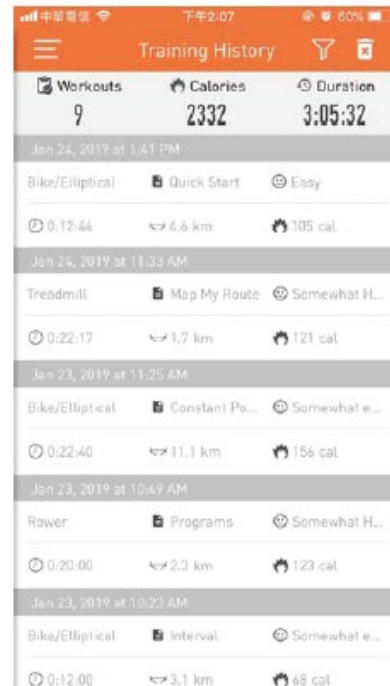 中華電信 下午2:07 60%
Training History
Workouts Calories Duration
9 2332 3:05:32
Jan 24, 2019 at 1:41 PM
Bike/Elliptical Quick Start Easy
0:12:44 4.6 km 105 cal
Jan 24, 2019 at 11:33 AM
Treadmill Map My Route Somewhat H...
0:22:17 1.7 km 121 cal
Jan 23, 2019 at 11:25 AM
Bike/Elliptical Constant Po... Somewhat e...
0:22:40 11.1 km 156 cal
Jan 23, 2019 at 10:49 AM
Rower Programs Somewhat H...
0:20:00 2.3 km 123 cal
Jan 23, 2019 at 10:23 AM
Bike/Elliptical Interval Somewhat e...
0:12:00 3.1 km 68 cal